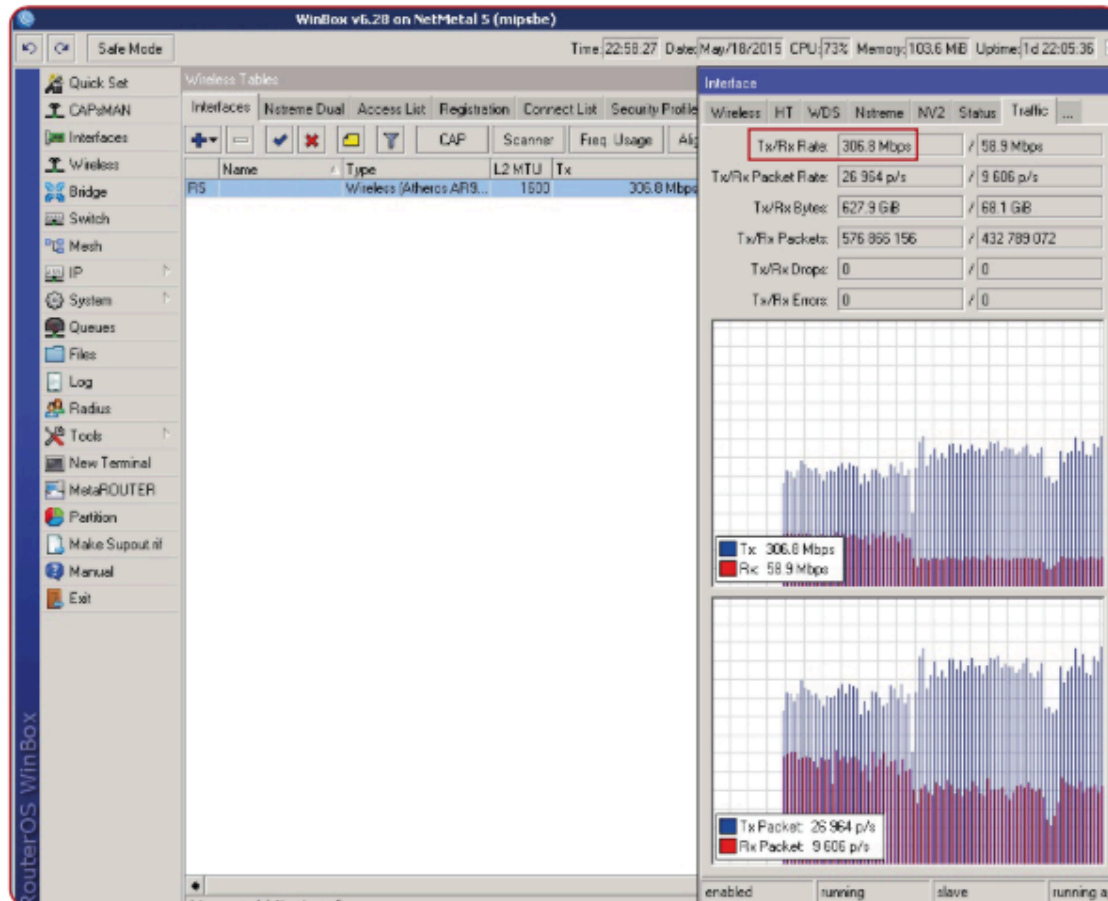 WinBox v6.28 on NetMetal 5 (mipsbe)
Safe Mode Time: 22:58:27 Date: May/18/2015 CPU: 73% Memory: 103.6 MiB Uptime: 1d 22:05:36
Quick Set
CAPsMAN
Interfaces
Wireless
Bridge
Switch
Mesh
IP
System
Queues
Files
Log
Radius
Tools
New Terminal
MetaROUTER
Partition
Make Supout.rif
Manual
Exit
RouterOS WinBox
Wireless Tables
Interfaces Nstreme Dual Access List Registration Connect List Security Profile
CAP Scanner Freq. Usage Alig
Name Type L2 MTU Tx
RS Wireless (Atheros AR9... 1600 306.8 Mbps
Interface
Wireless HT WDS Nstreme NV2 Status Traffic ...
Tx/Rx Rate: 306.8 Mbps / 58.9 Mbps
Tx/Rx Packet Rate: 26 964 p/s / 9 606 p/s
Tx/Rx Bytes: 627.9 GiB / 68.1 GiB
Tx/Rx Packets: 576 866 156 / 432 789 072
Tx/Rx Drops: 0 / 0
Tx/Rx Errors: 0 / 0
Tx: 306.8 Mbps
Rx: 58.9 Mbps
Tx Packet: 26 964 p/s
Rx Packet: 9 606 p/s
enabled running slave running a